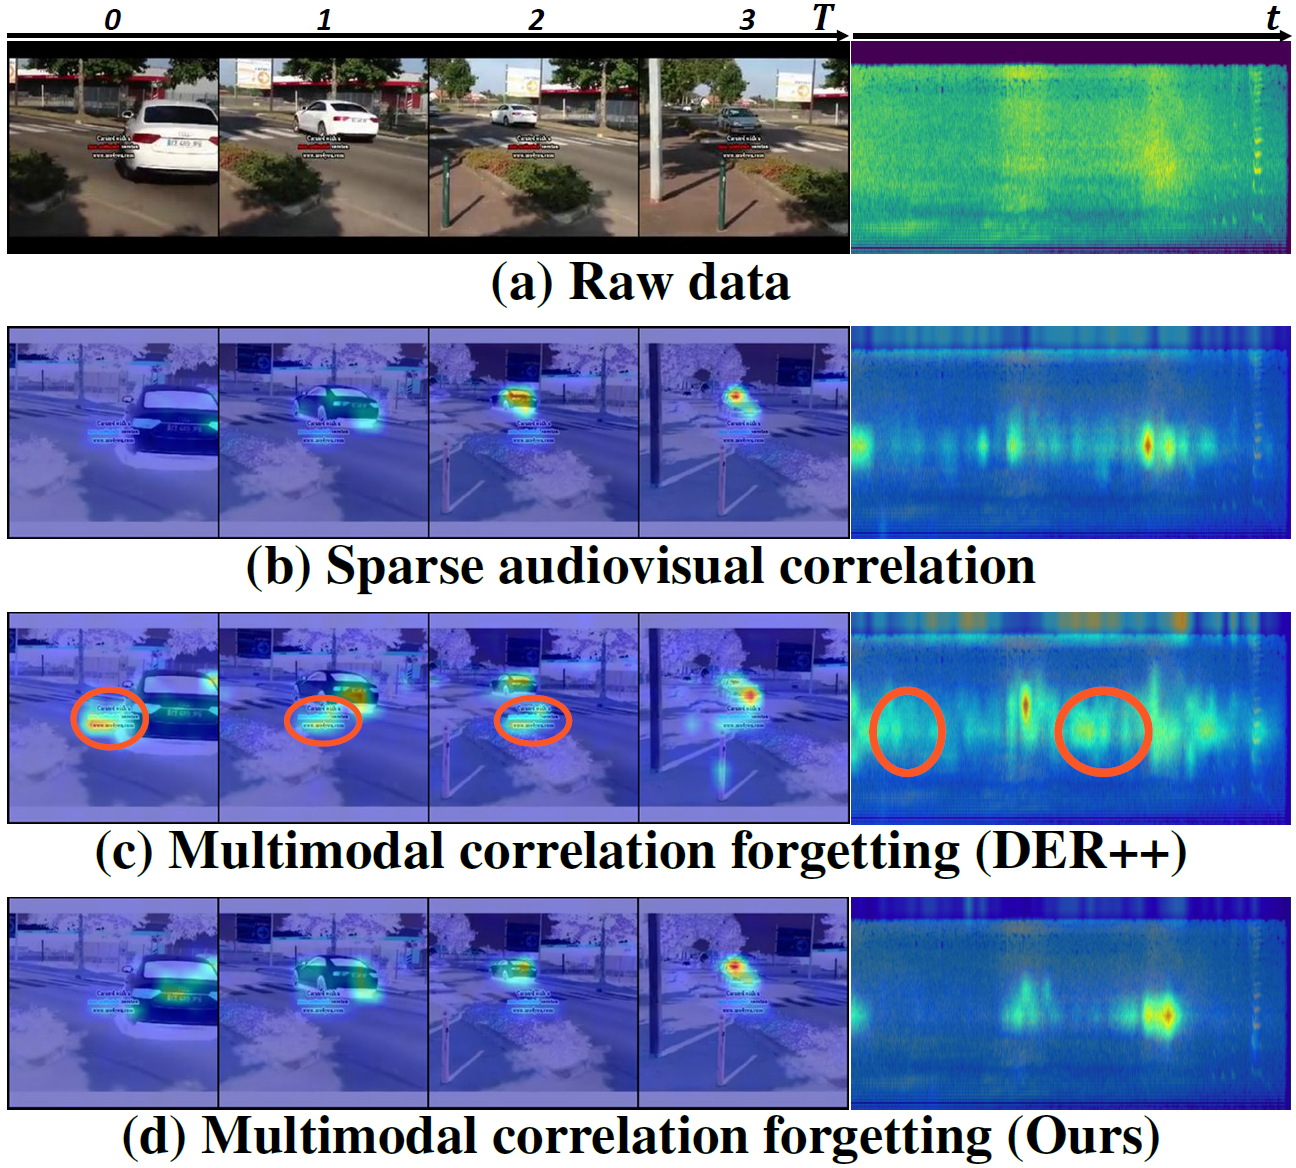 0 1 2 3 T t
(a) Raw data
(b) Sparse audiovisual correlation
(c) Multimodal correlation forgetting (DER++)
(d) Multimodal correlation forgetting (Ours)